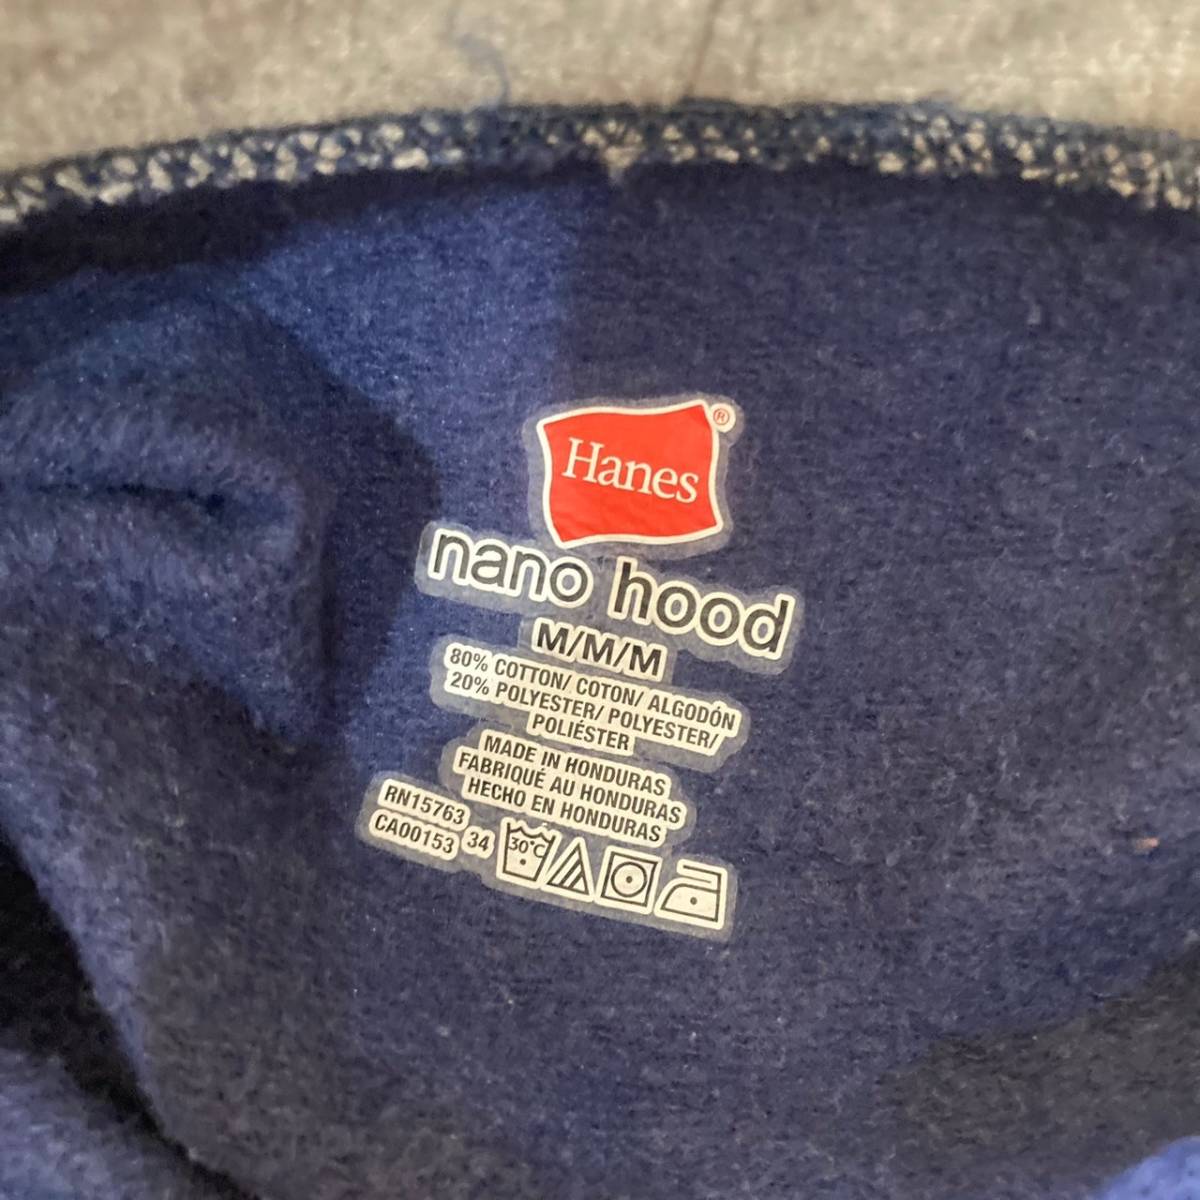 Hanes®
nano hood
M/M/M
80% COTTON/ COTON/ ALGODÓN
20% POLYESTER/ POLYESTER/
POLIÉSTER
MADE IN HONDURAS
FABRIQUÉ AU HONDURAS
HECHO EN HONDURAS
RN15763
CA00153 34 30°C